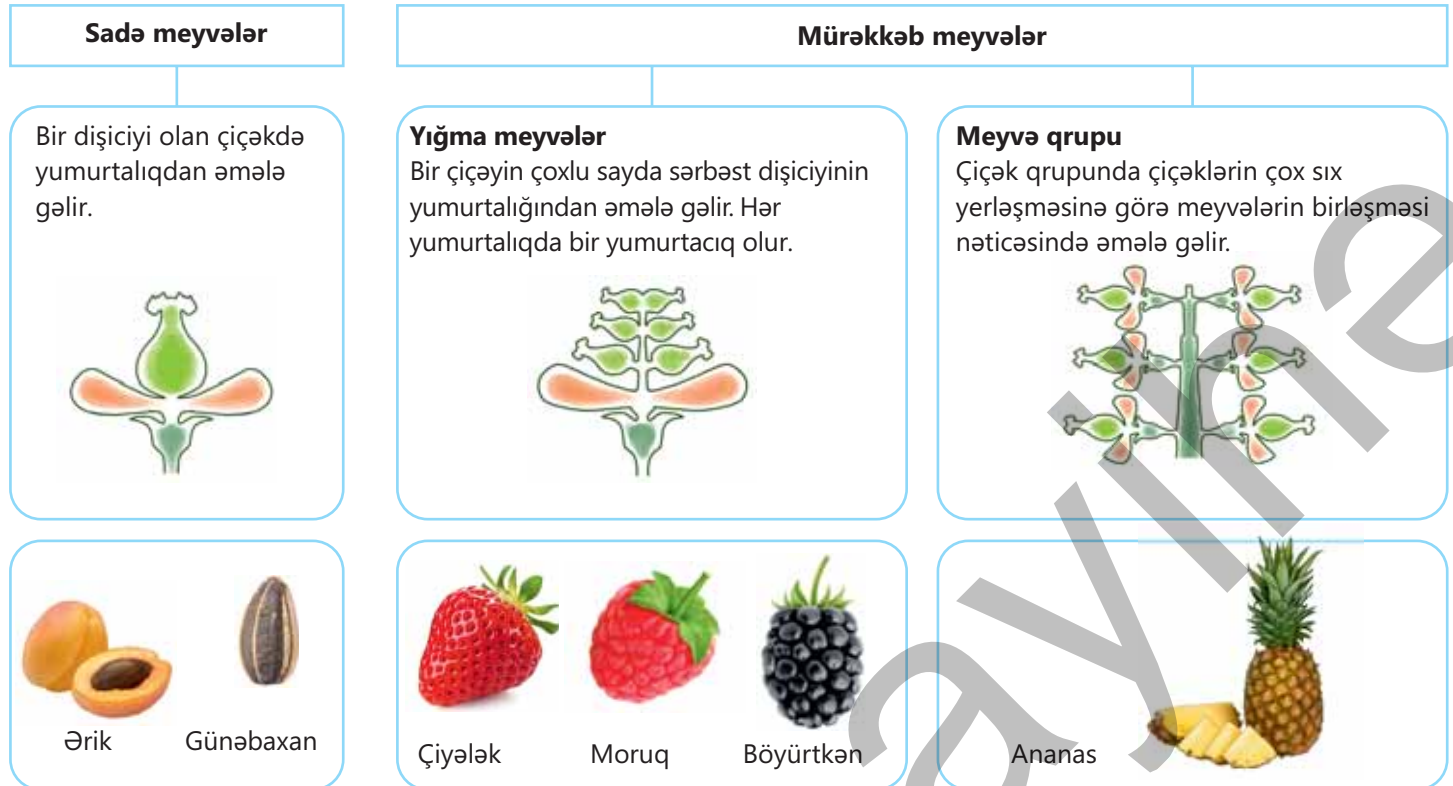 Sadə meyvələr
Mürəkkəb meyvələr
Bir dişiciyi olan çiçəkdə
yumurtalıqdan əmələ
gəlir.
Yığma meyvələr
Bir çiçəyin çoxlu sayda sərbəst dişiciyinin
yumurtalığından əmələ gəlir. Hər
yumurtalıqda bir yumurtacıq olur.
Meyvə qrupu
Çiçək qrupunda çiçəklərin çox sıx
yerləşməsinə görə meyvələrin birləşməsi
nəticəsində əmələ gəlir.
Ərik
Günəbaxan
Çiyələk
Moruq
Böyürtkən
Ananas